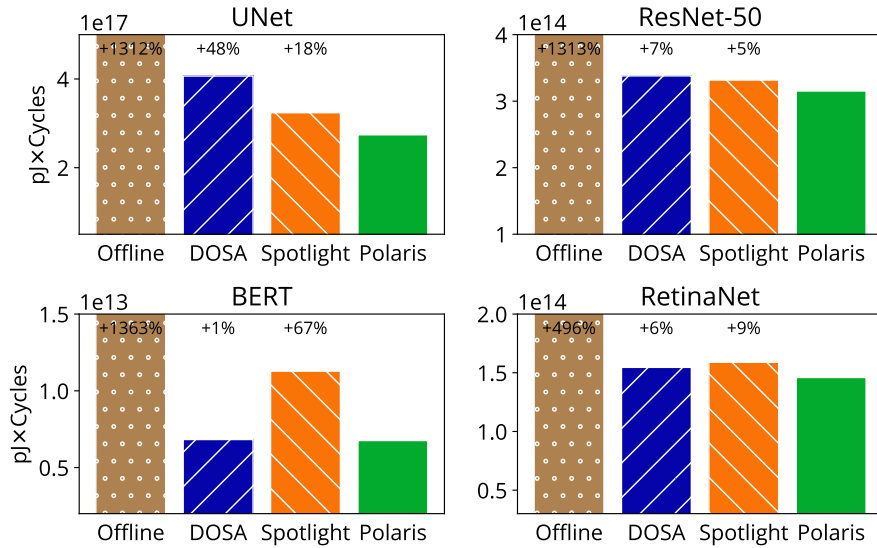 UNet
1e17
+1312% +48% +18%
4
2
pJ×Cycles
Offline DOSA Spotlight Polaris
ResNet-50
1e14
+1313% +7% +5%
4
3
2
1
Offline DOSA Spotlight Polaris
BERT
1e13
+1363% +1% +67%
1.5
1.0
0.5
pJ×Cycles
Offline DOSA Spotlight Polaris
RetinaNet
1e14
+496% +6% +9%
2.0
1.5
1.0
0.5
Offline DOSA Spotlight Polaris